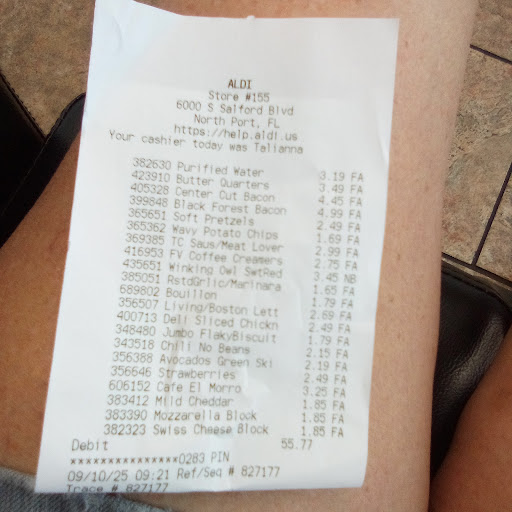 ALDI
Store #155
6000 S Salford Blvd
North Port, FL
https://help.aldi.us
Your cashier today was Talianna
382630 Purified Water 3.19 FA
423910 Butter Quarters 3.49 FA
405328 Center Cut Bacon 4.45 FA
399848 Black Forest Bacon 4.99 FA
365651 Soft Pretzels 2.49 FA
365362 Wavy Potato Chips 1.69 FA
369385 TC Saus/Meat Lover 2.99 FA
416953 FV Coffee Creamers 2.75 FA
435651 Winking Owl SwtRed 3.45 NB
385051 RstdGrlic/Marinara 1.65 FA
689802 Bouillon 1.79 FA
356507 Living/Boston Lett 2.69 FA
400713 Deli Sliced Chickn 2.49 FA
348480 Jumbo FlakyBiscuit 1.79 FA
343518 Chili No Beans 2.15 FA
356388 Avocados Green Ski 2.19 FA
356646 Strawberries 2.49 FA
606152 Cafe El Morro 3.25 FA
383412 Mild Cheddar 1.85 FA
383390 Mozzarella Block 1.85 FA
382323 Swiss Cheese Block 1.85 FA
Debit 55.77
***************0283 PIN
09/10/25 09:21 Ref/Seq # 827177
Trace # 827177